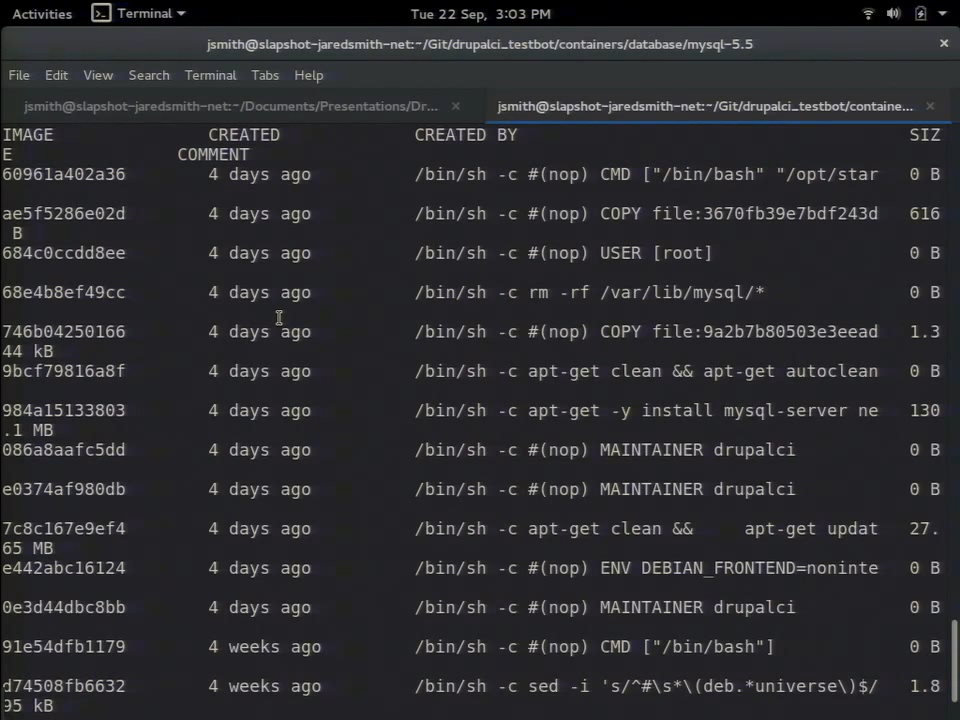 Activities Terminal Tue 22 Sep, 3:03 PM
jsmith@slapshot-jaredsmith-net:~/Git/drupalci_testbot/containers/database/mysql-5.5
File Edit View Search Terminal Tabs Help
jsmith@slapshot-jaredsmith-net:~/Documents/Presentations/Dr... × jsmith@slapshot-jaredsmith-net:~/Git/drupalci_testbot/containe... ×
IMAGE CREATED CREATED BY SIZ
E COMMENT
60961a402a36 4 days ago /bin/sh -c #(nop) CMD ["/bin/bash" "/opt/star 0 B
ae5f5286e02d 4 days ago /bin/sh -c #(nop) COPY file:3670fb39e7bdf243d 616
B
684c0ccdd8ee 4 days ago /bin/sh -c #(nop) USER [root] 0 B
68e4b8ef49cc 4 days ago /bin/sh -c rm -rf /var/lib/mysql/* 0 B
746b04250166 4 days ago /bin/sh -c #(nop) COPY file:9a2b7b80503e3eead 1.3
44 kB
9bcf79816a8f 4 days ago /bin/sh -c apt-get clean && apt-get autoclean 0 B
984a15133803 4 days ago /bin/sh -c apt-get -y install mysql-server ne 130
.1 MB
086a8aafc5dd 4 days ago /bin/sh -c #(nop) MAINTAINER drupalci 0 B
e0374af980db 4 days ago /bin/sh -c #(nop) MAINTAINER drupalci 0 B
7c8c167e9ef4 4 days ago /bin/sh -c apt-get clean && apt-get updat 27.
65 MB
e442abc16124 4 days ago /bin/sh -c #(nop) ENV DEBIAN_FRONTEND=noninte 0 B
0e3d44dbc8bb 4 days ago /bin/sh -c #(nop) MAINTAINER drupalci 0 B
91e54dfb1179 4 weeks ago /bin/sh -c #(nop) CMD ["/bin/bash"] 0 B
d74508fb6632 4 weeks ago /bin/sh -c sed -i 's/^#\s*\(deb.*universe\)$/ 1.8
95 kB